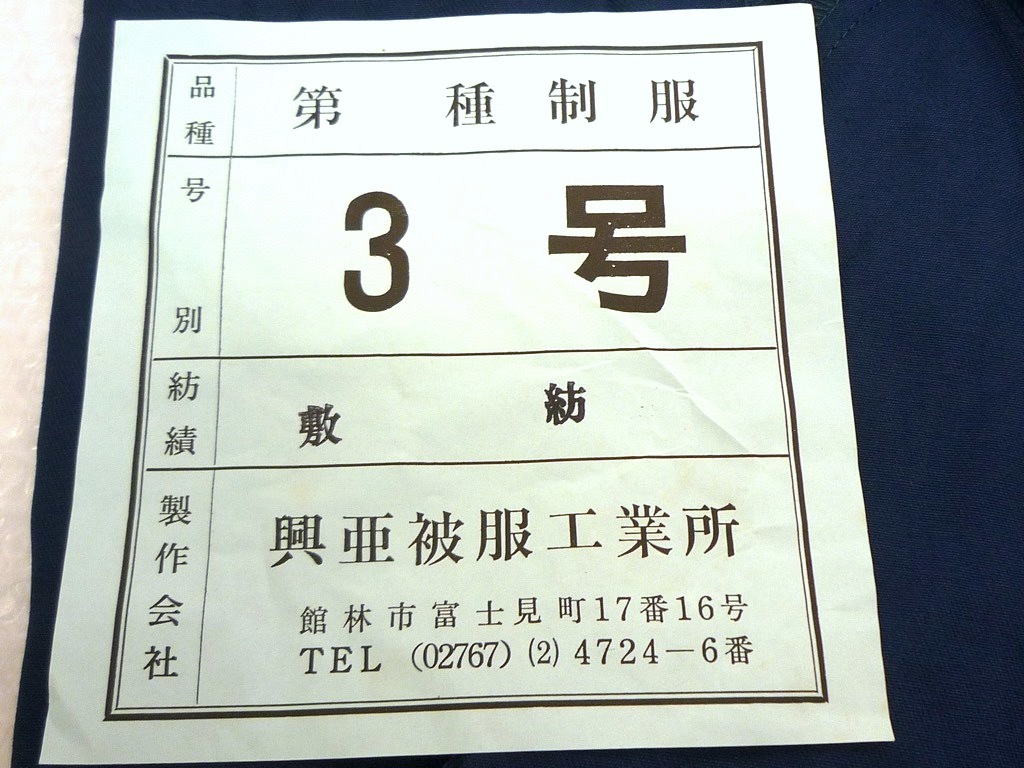 品種 第 種制服
号別 3号
紡績 敷紡
製作会社 興亜被服工業所
館林市富士見町17番16号
TEL (02767) (2) 4724－6番